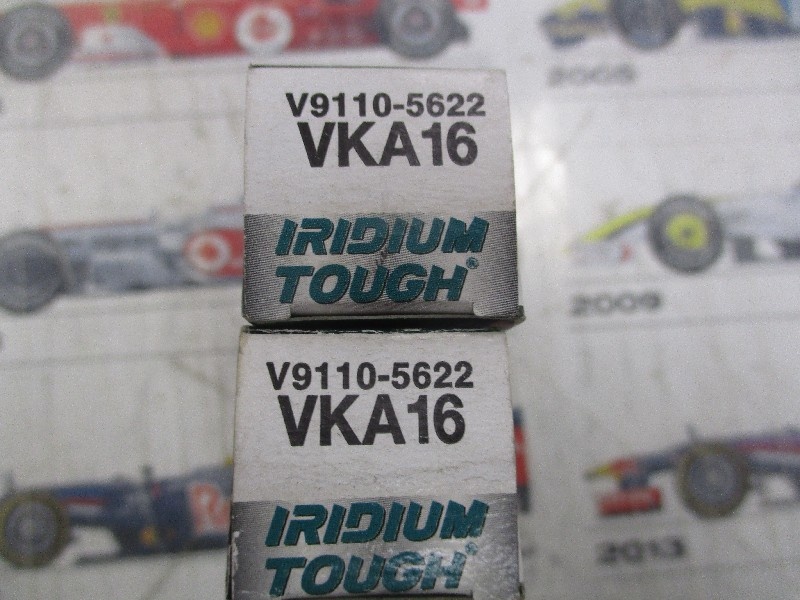 2005
V9110-5622
VKA16
IRIDIUM
TOUGH®
2009
V9110-5622
VKA16
IRIDIUM
TOUGH®
2013